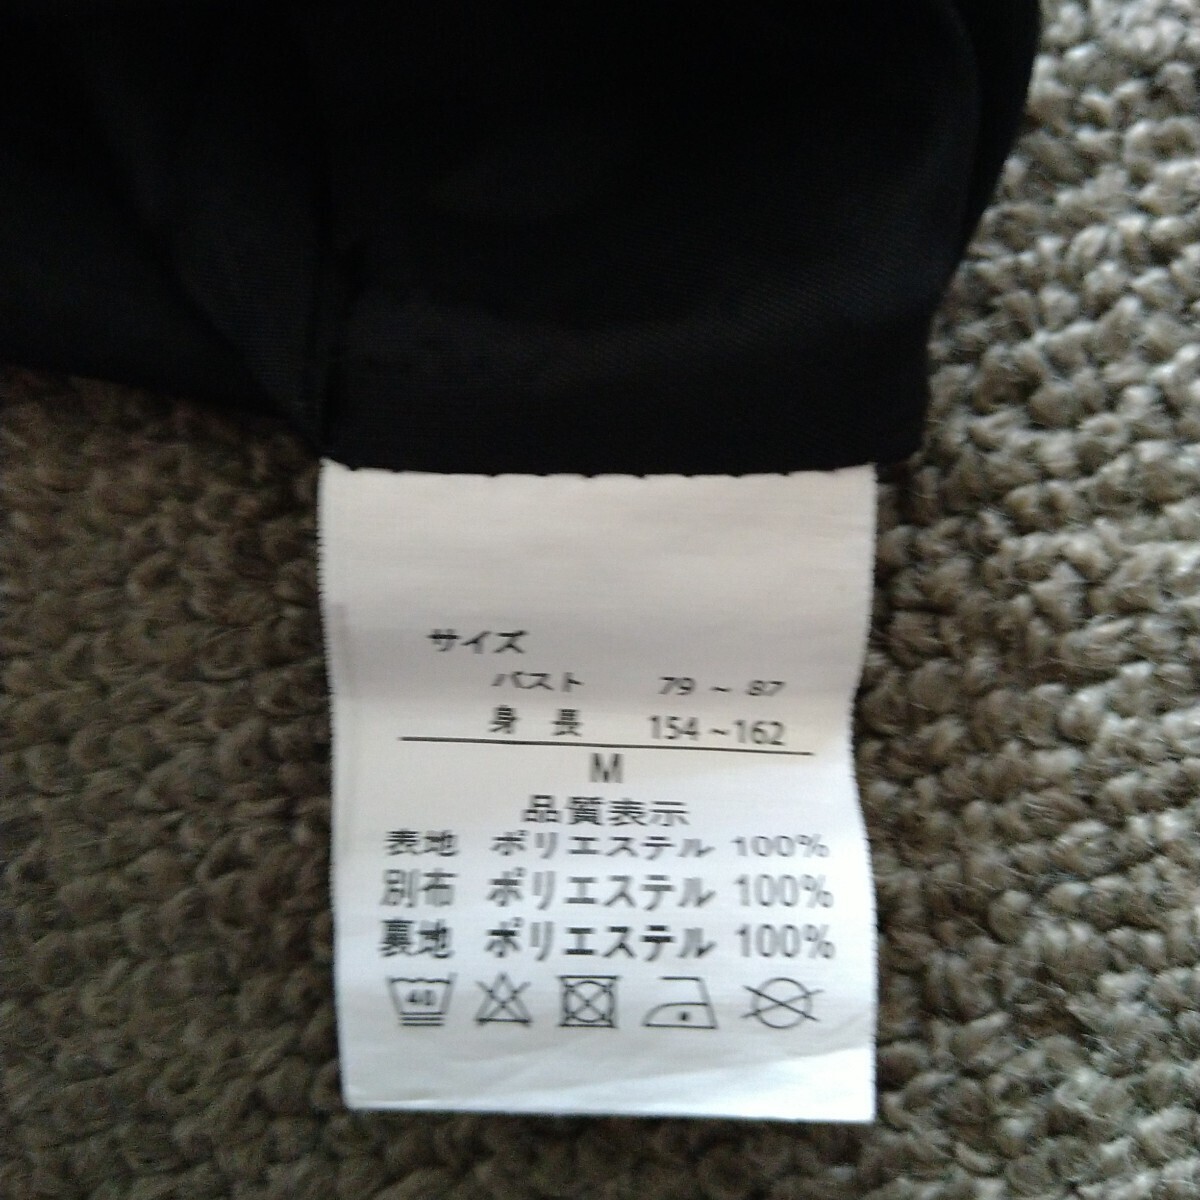 サイズ
バスト 79 ~ 87
身 長 154 ~ 162
M
品質表示
表地 ポリエステル 100%
別布 ポリエステル 100%
裏地 ポリエステル 100%
40